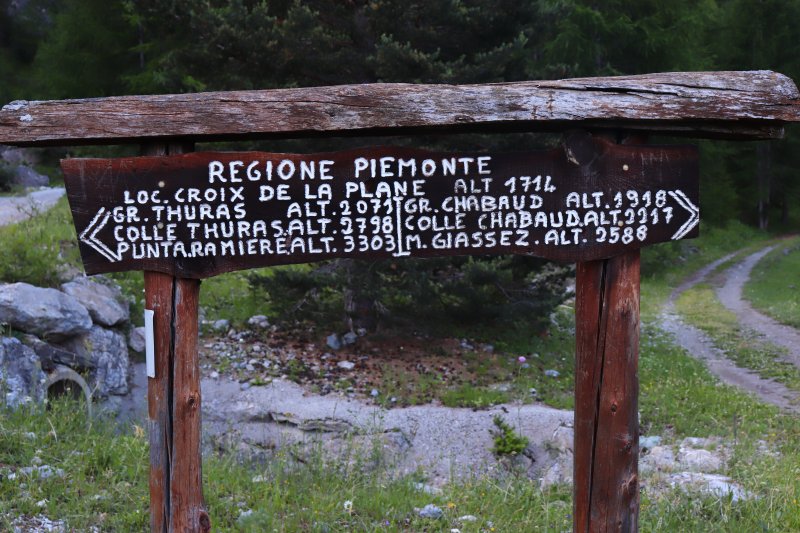 REGIONE PIEMONTE
LOC. CROIX DE LA PLANE ALT 1714
GR. THURAS ALT. 2071 GR. CHABAUD ALT. 1918
COLLE THURAS. ALT. 2798 COLLE CHABAUD. ALT. 2217
PUNTA. RAMIERE. ALT. 3303 M. GIASSEZ. ALT. 2588